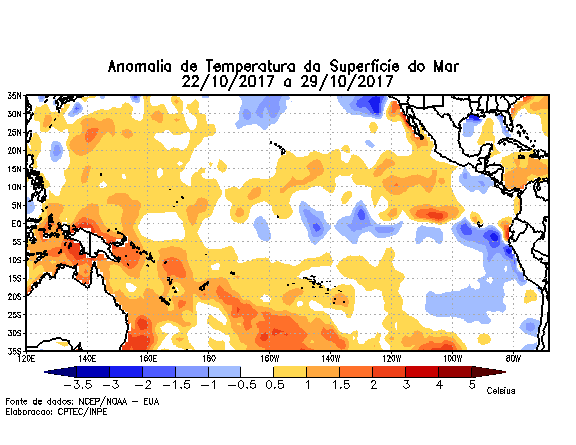 Anomalia de Temperatura da Superfície do Mar
22/10/2017 a 29/10/2017
35N
30N
25N
20N
15N
10N
5N
EQ
5S
10S
15S
20S
25S
30S
35S
120E 140E 160E 180 160W 140W 120W 100W 80W
−3.5 −3 −2 −1.5 −1 −0.5 0.5 1 1.5 2 3 4 5
Celsius
Fonte de dados: NCEP/NOAA − EUA
Elaboracao: CPTEC/INPE